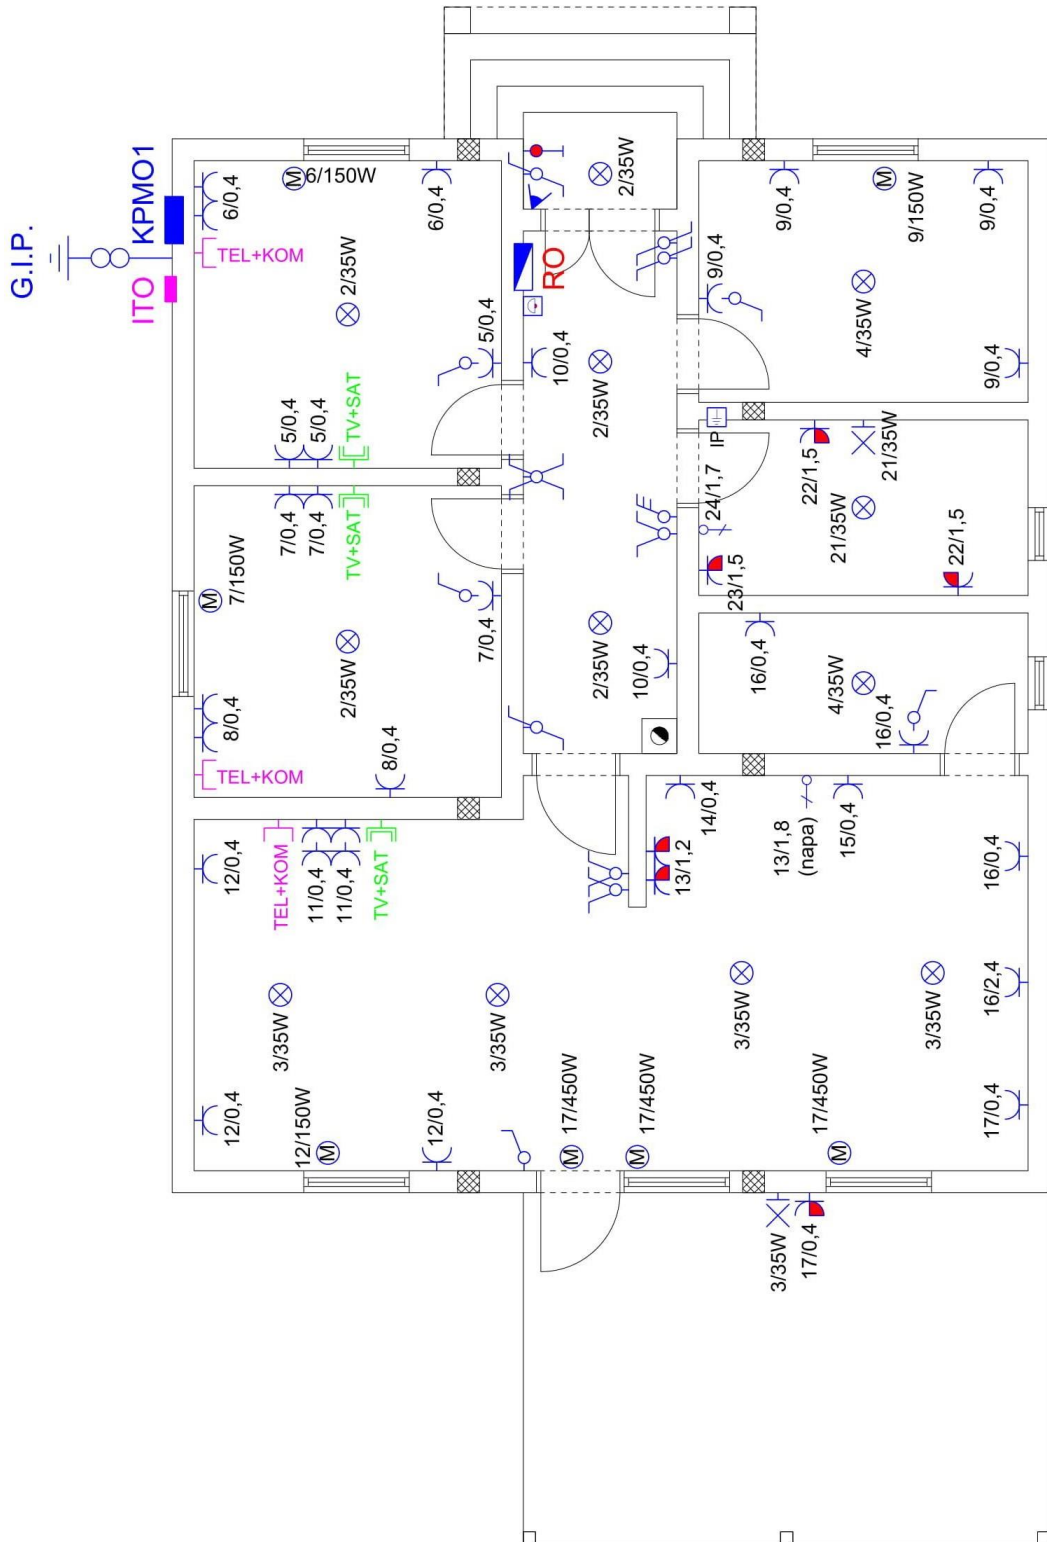 G.I.P.
KPMO1
ITO
6/0,4
M
6/150W
TEL+KOM
2/35W
6/0,4
5/0,4
5/0,4
5/0,4
TV+SAT
2/35W
RO
10/0,4
2/35W
9/0,4
M
9/150W
9/0,4
9/0,4
4/35W
9/0,4
IP
7/0,4
7/0,4
TV+SAT
M
7/150W
2/35W
7/0,4
8/0,4
TEL+KOM
8/0,4
2/35W
10/0,4
24/1,7
23/1,5
22/1,5
21/35W
21/35W
22/1,5
16/0,4
4/35W
16/0,4
12/0,4
TEL+KOM
11/0,4
11/0,4
TV+SAT
13/1,2
14/0,4
13/1,8
(napa)
15/0,4
16/0,4
3/35W
3/35W
3/35W
3/35W
16/2,4
12/0,4
12/150W
M
12/0,4
17/450W
M
17/450W
M
17/450W
M
17/0,4
3/35W
17/0,4